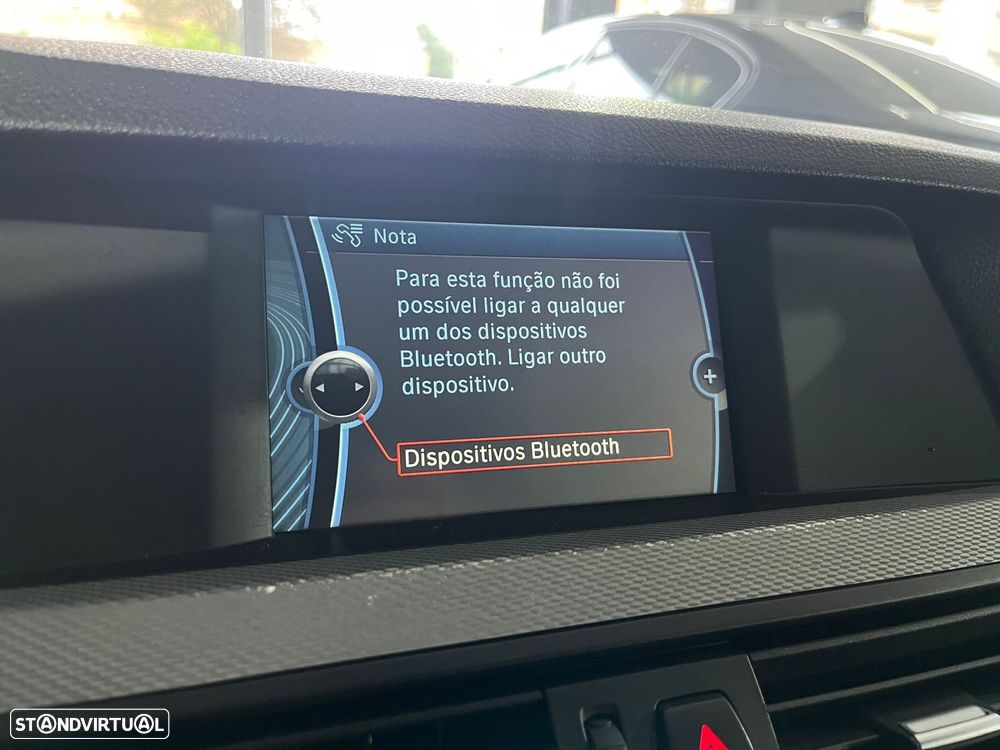 Nota
Para esta função não foi
possível ligar a qualquer
um dos dispositivos
Bluetooth. Ligar outro
dispositivo.
Dispositivos Bluetooth
STANDVIRTUAL